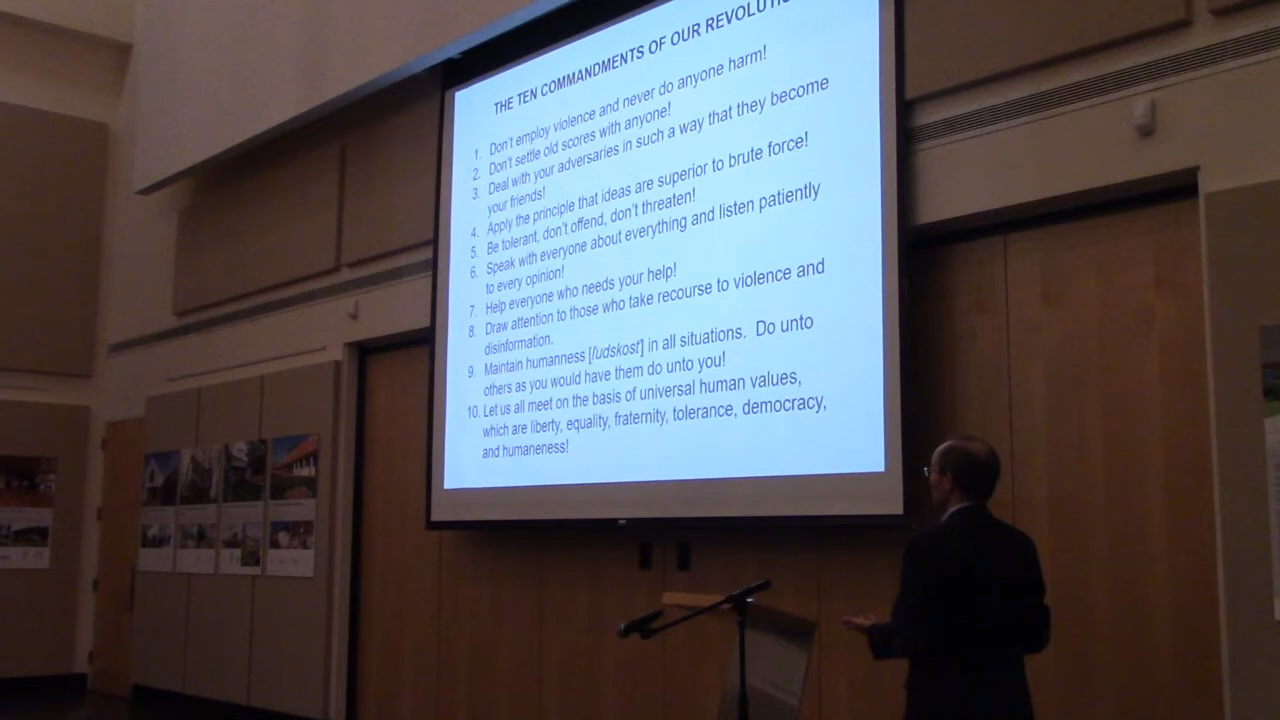 THE TEN COMMANDMENTS OF OUR
1. Don't employ violence and never do anyone harm!
2. Don't settle old scores with anyone!
3. Deal with your adversaries in such a way that they become
your friends!
4. Apply the principle that ideas are superior to brute force!
5. Be tolerant, don't offend, don't threaten!
6. Speak with everyone about everything and listen patiently
to every opinion!
7. Help everyone who needs your help!
8. Draw attention to those who take recourse to violence and
disinformation.
9. Maintain humanness [ľudskosť] in all situations. Do unto
others as you would have them do unto you!
10. Let us all meet on the basis of universal human values,
which are liberty, equality, fraternity, tolerance, democracy,
and humaneness!